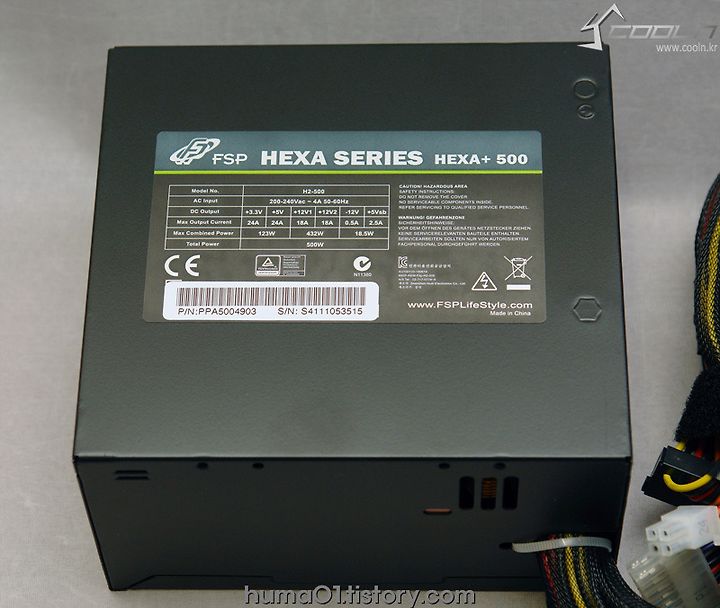 COOLN
www.cooln.kr
FSP HEXA SERIES HEXA+ 500
Model No. H2-500
AC Input 200-240Vac ~ 4A 50-60Hz
DC Output +3.3V +5V +12V1 +12V2 -12V +5Vsb
Max Output Current 24A 24A 18A 18A 0.5A 2.5A
Max Combined Power 123W 432W 18.5W
Total Power 500W
CAUTION! HAZARDOUS AREA
SAFETY INSTRUCTIONS:
DO NOT REMOVE THIS COVER.
NO SERVICEABLE COMPONENTS INSIDE.
REFER SERVICING TO QUALIFIED SERVICE PERSONNEL.
WARNUNG! GEFAHRENZONE
SICHERHEITSHINWEISE:
VOR DEM ÖFFNEN DES GERÄTES NETZSTECKER ZIEHEN
KEINE SERVICERELEVANTEN BAUTEILE ENTHALTEN
SERVICEARBEITEN SOLLTEN NUR VON AUTORISIERTEM
FACHPERSONAL DURCHGEFÜHRT WERDEN
CE
N11380
www.FSPLifeStyle.com
Made in China
P/N:PPA5004903 S/N: S4111053515
huma01.tistory.com